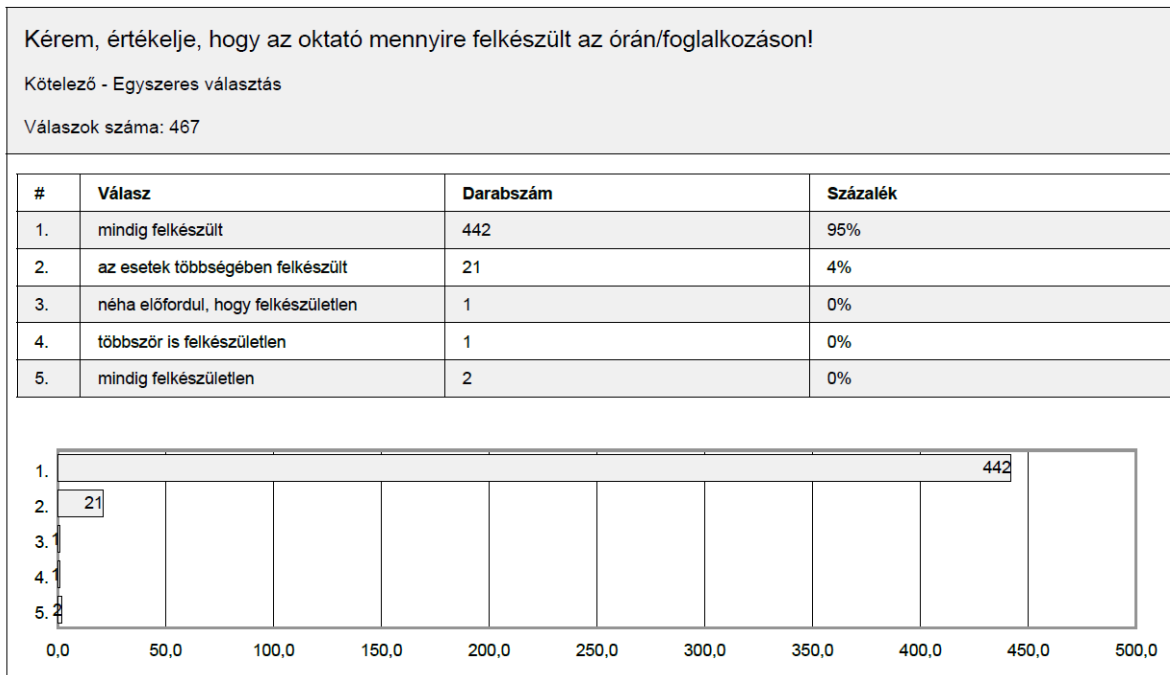 Kérem, értékelje, hogy az oktató mennyire felkészült az órán/foglalkozáson!
Kötelező - Egyszeres választás
Válaszok száma: 467
# Válasz Darabszám Százalék
1. mindig felkészült 442 95%
2. az esetek többségében felkészült 21 4%
3. néha előfordul, hogy felkészületlen 1 0%
4. többször is felkészületlen 1 0%
5. mindig felkészületlen 2 0%
1. 442
2. 21
3. 1
4. 1
5. 2
0,0 50,0 100,0 150,0 200,0 250,0 300,0 350,0 400,0 450,0 500,0